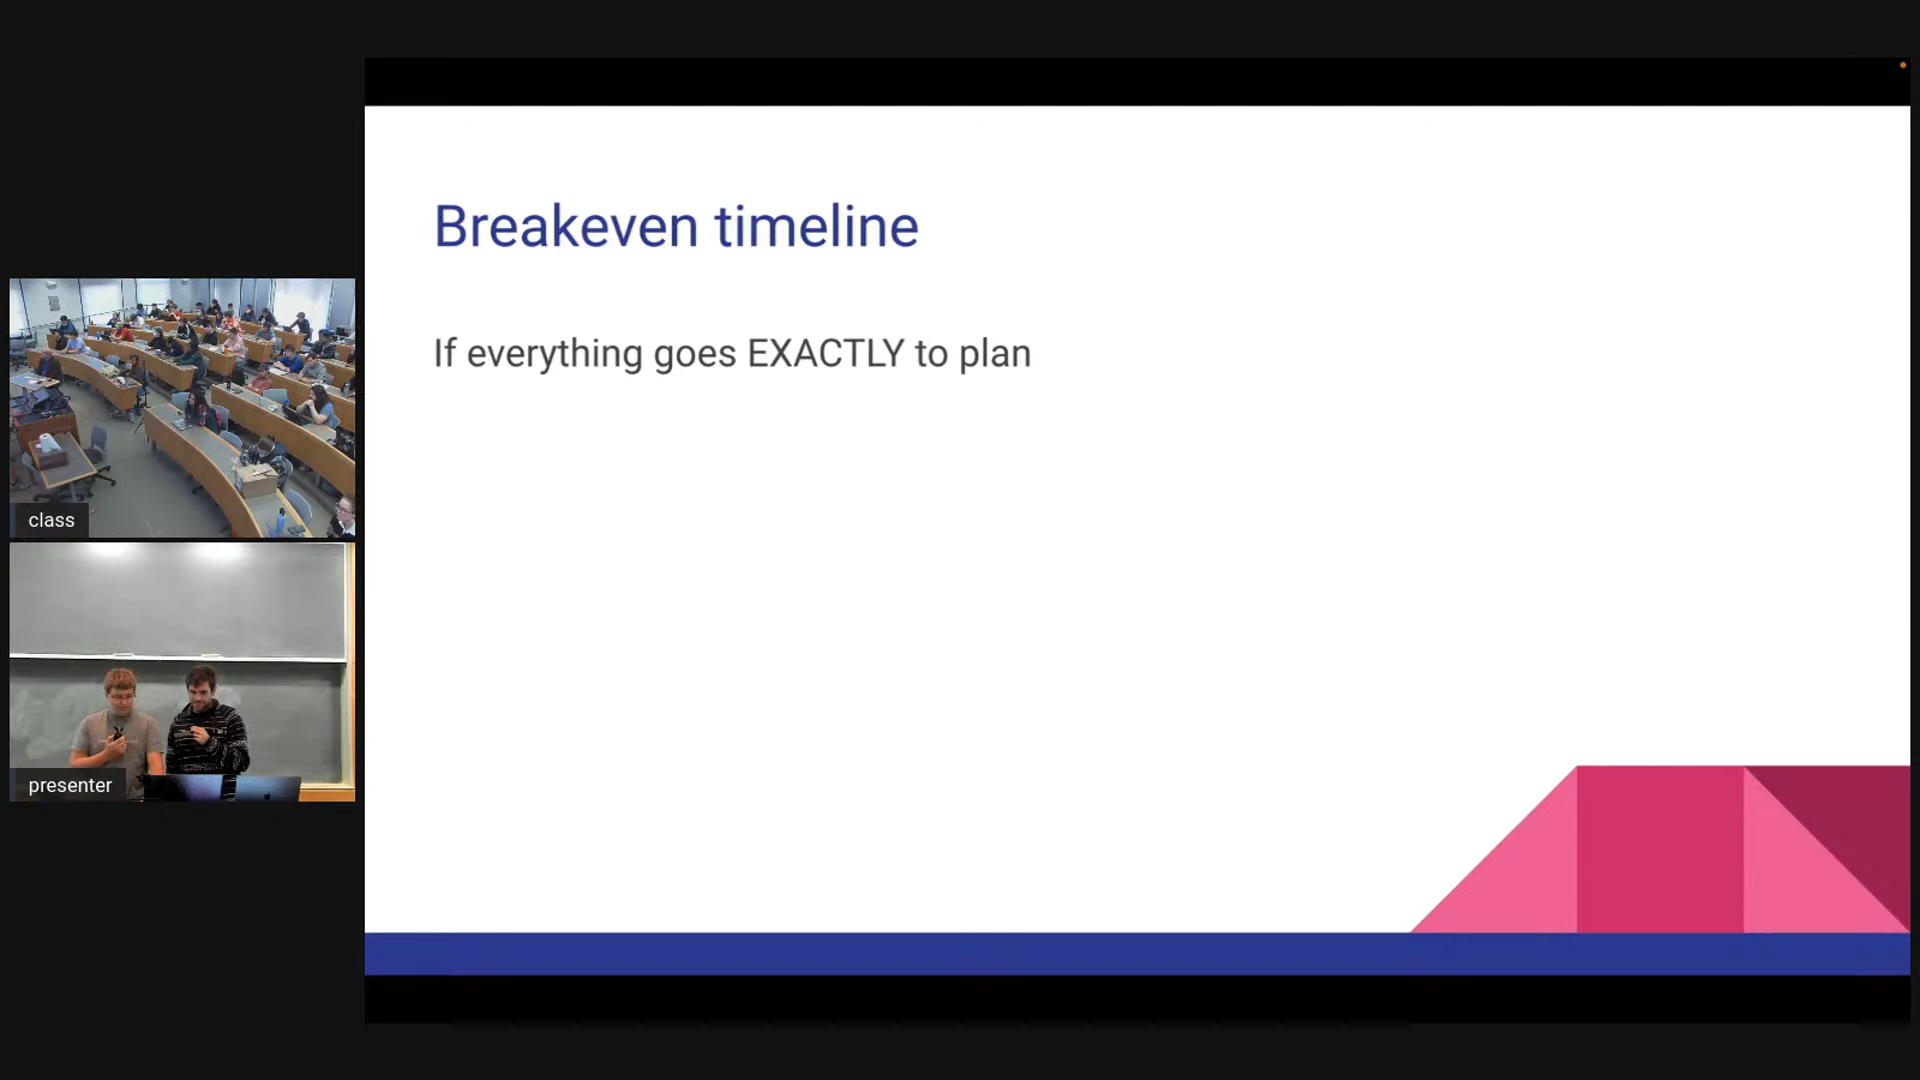 Breakeven timeline
If everything goes EXACTLY to plan
class
presenter